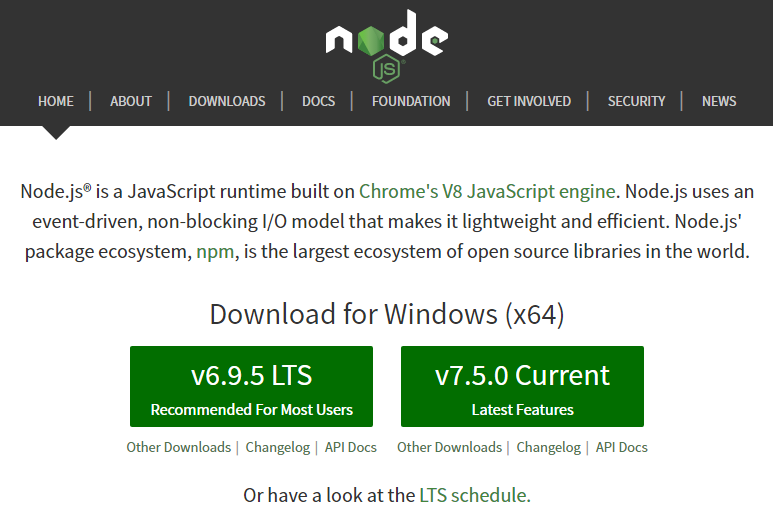 node
JS
HOME | ABOUT | DOWNLOADS | DOCS | FOUNDATION | GET INVOLVED | SECURITY | NEWS
Node.js® is a JavaScript runtime built on Chrome's V8 JavaScript engine. Node.js uses an
event-driven, non-blocking I/O model that makes it lightweight and efficient. Node.js'
package ecosystem, npm, is the largest ecosystem of open source libraries in the world.
Download for Windows (x64)
v6.9.5 LTS
Recommended For Most Users
v7.5.0 Current
Latest Features
Other Downloads | Changelog | API Docs
Other Downloads | Changelog | API Docs
Or have a look at the LTS schedule.